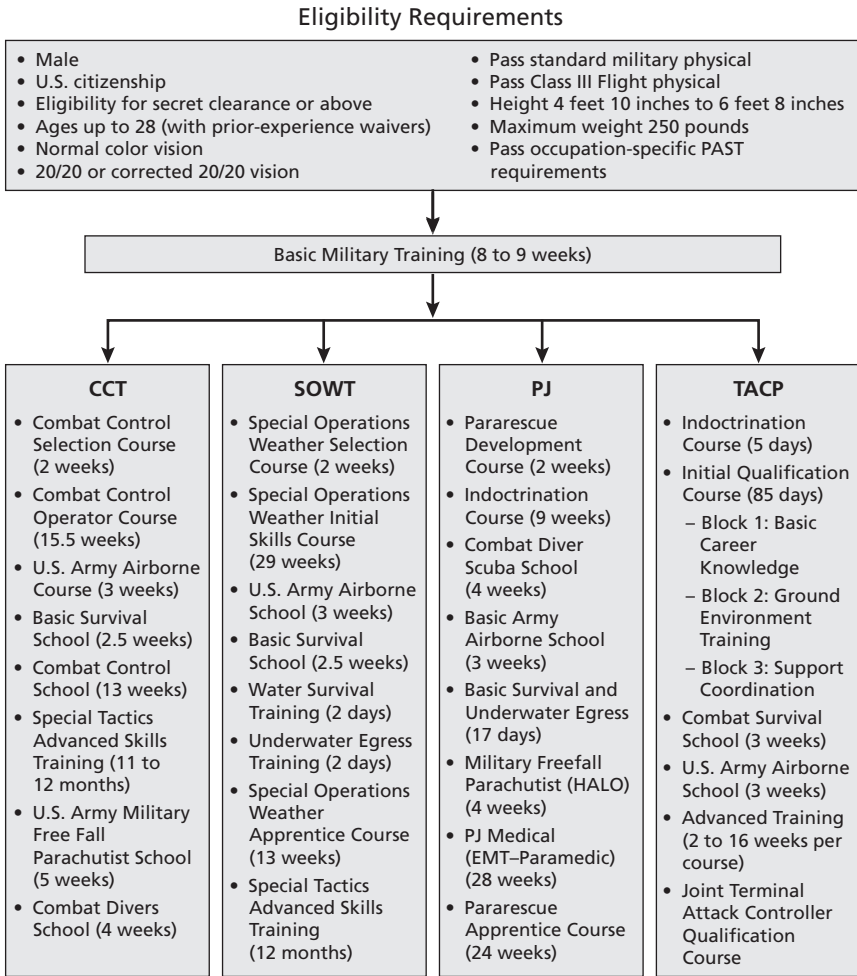 Eligibility Requirements
• Male
• U.S. citizenship
• Eligibility for secret clearance or above
• Ages up to 28 (with prior-experience waivers)
• Normal color vision
• 20/20 or corrected 20/20 vision
• Pass standard military physical
• Pass Class III Flight physical
• Height 4 feet 10 inches to 6 feet 8 inches
• Maximum weight 250 pounds
• Pass occupation-specific PAST
requirements
Basic Military Training (8 to 9 weeks)
CCT
• Combat Control
Selection Course
(2 weeks)
• Combat Control
Operator Course
(15.5 weeks)
• U.S. Army Airborne
Course (3 weeks)
• Basic Survival
School (2.5 weeks)
• Combat Control
School (13 weeks)
• Special Tactics
Advanced Skills
Training (11 to
12 months)
• U.S. Army Military
Free Fall
Parachutist School
(5 weeks)
• Combat Divers
School (4 weeks)
SOWT
• Special Operations
Weather Selection
Course (2 weeks)
• Special Operations
Weather Initial
Skills Course
(29 weeks)
• U.S. Army Airborne
School (3 weeks)
• Basic Survival
School (2.5 weeks)
• Water Survival
Training (2 days)
• Underwater Egress
Training (2 days)
• Special Operations
Weather
Apprentice Course
(13 weeks)
• Special Tactics
Advanced Skills
Training
(12 months)
PJ
• Pararescue
Development
Course (2 weeks)
• Indoctrination
Course (9 weeks)
• Combat Diver
Scuba School
(4 weeks)
• Basic Army
Airborne School
(3 weeks)
• Basic Survival and
Underwater Egress
(17 days)
• Military Freefall
Parachutist (HALO)
(4 weeks)
• PJ Medical
(EMT–Paramedic)
(28 weeks)
• Pararescue
Apprentice Course
(24 weeks)
TACP
• Indoctrination
Course (5 days)
• Initial Qualification
Course (85 days)
– Block 1: Basic
Career
Knowledge
– Block 2: Ground
Environment
Training
– Block 3: Support
Coordination
• Combat Survival
School (3 weeks)
• U.S. Army Airborne
School (3 weeks)
• Advanced Training
(2 to 16 weeks per
course)
• Joint Terminal
Attack Controller
Qualification
Course